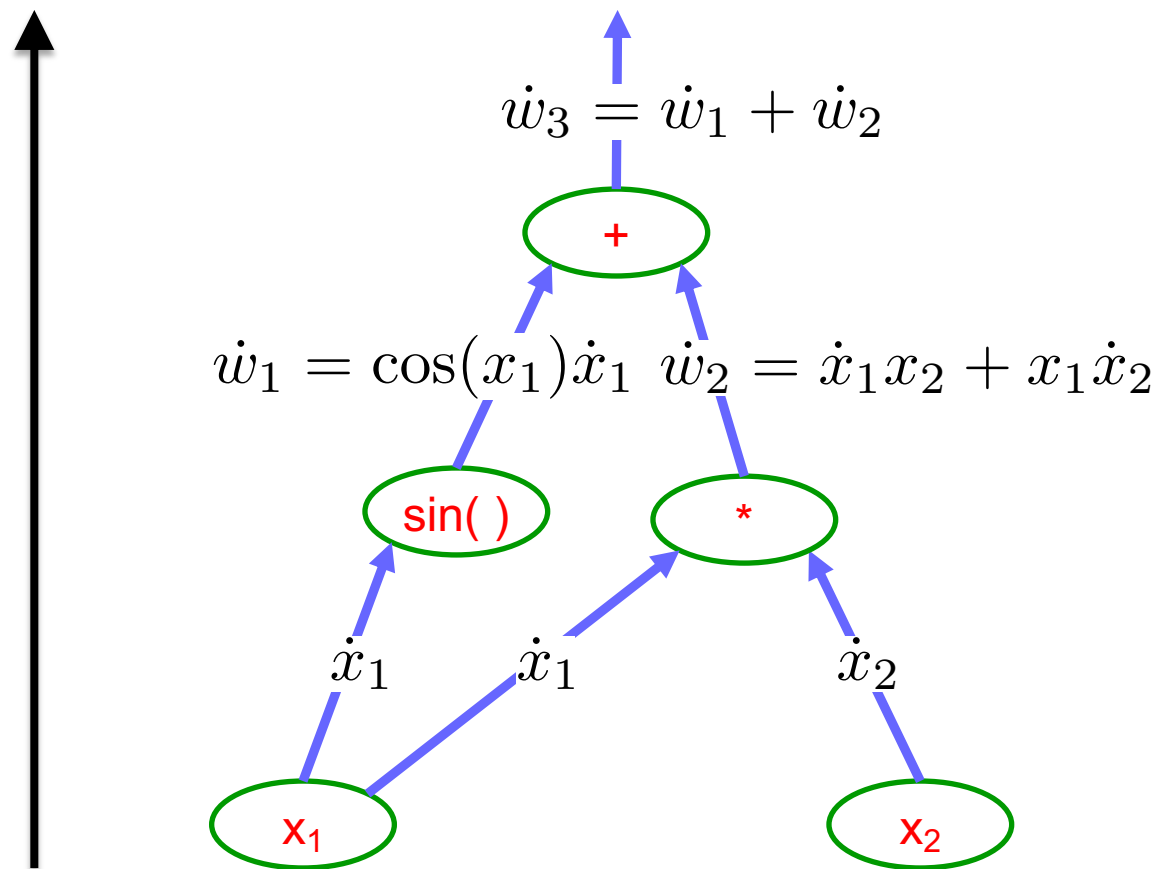 ẇ₃ = ẇ₁ + ẇ₂
+
ẇ₁ = cos(x₁)ẋ₁ ẇ₂ = ẋ₁x₂ + x₁ẋ₂
sin( ) *
ẋ₁ ẋ₁ ẋ₂
x₁ x₂